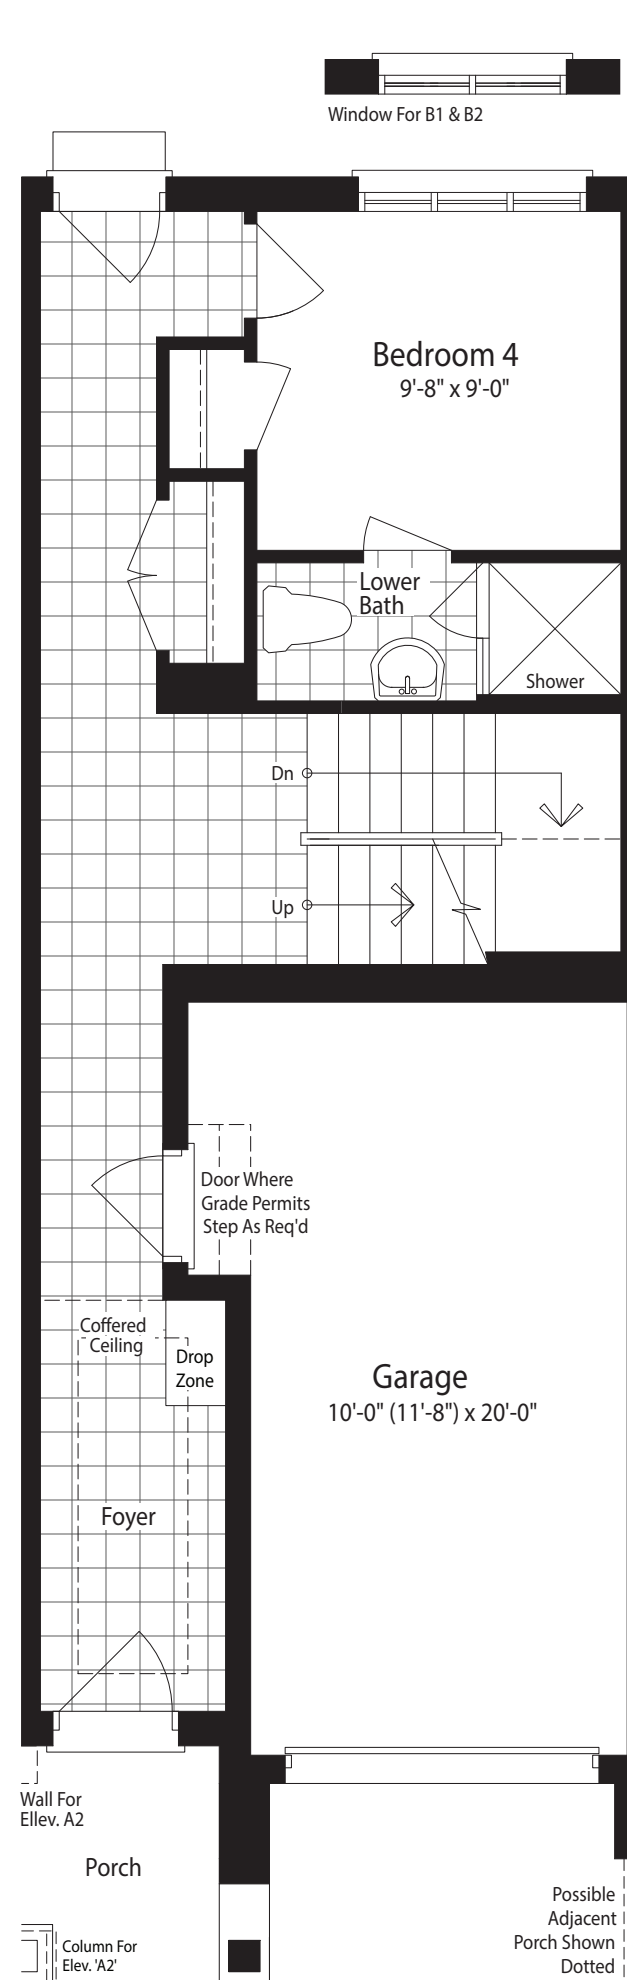 Window For B1 & B2
Bedroom 4
9'-8" x 9'-0"
Lower
Bath
Shower
Dn
Up
Door Where
Grade Permits
Step As Req'd
Coffered
Ceiling
Drop
Zone
Garage
10'-0" (11'-8") x 20'-0"
Foyer
Wall For
Ellev. A2
Porch
Possible
Adjacent
Porch Shown
Dotted
Column For
Elev. 'A2'